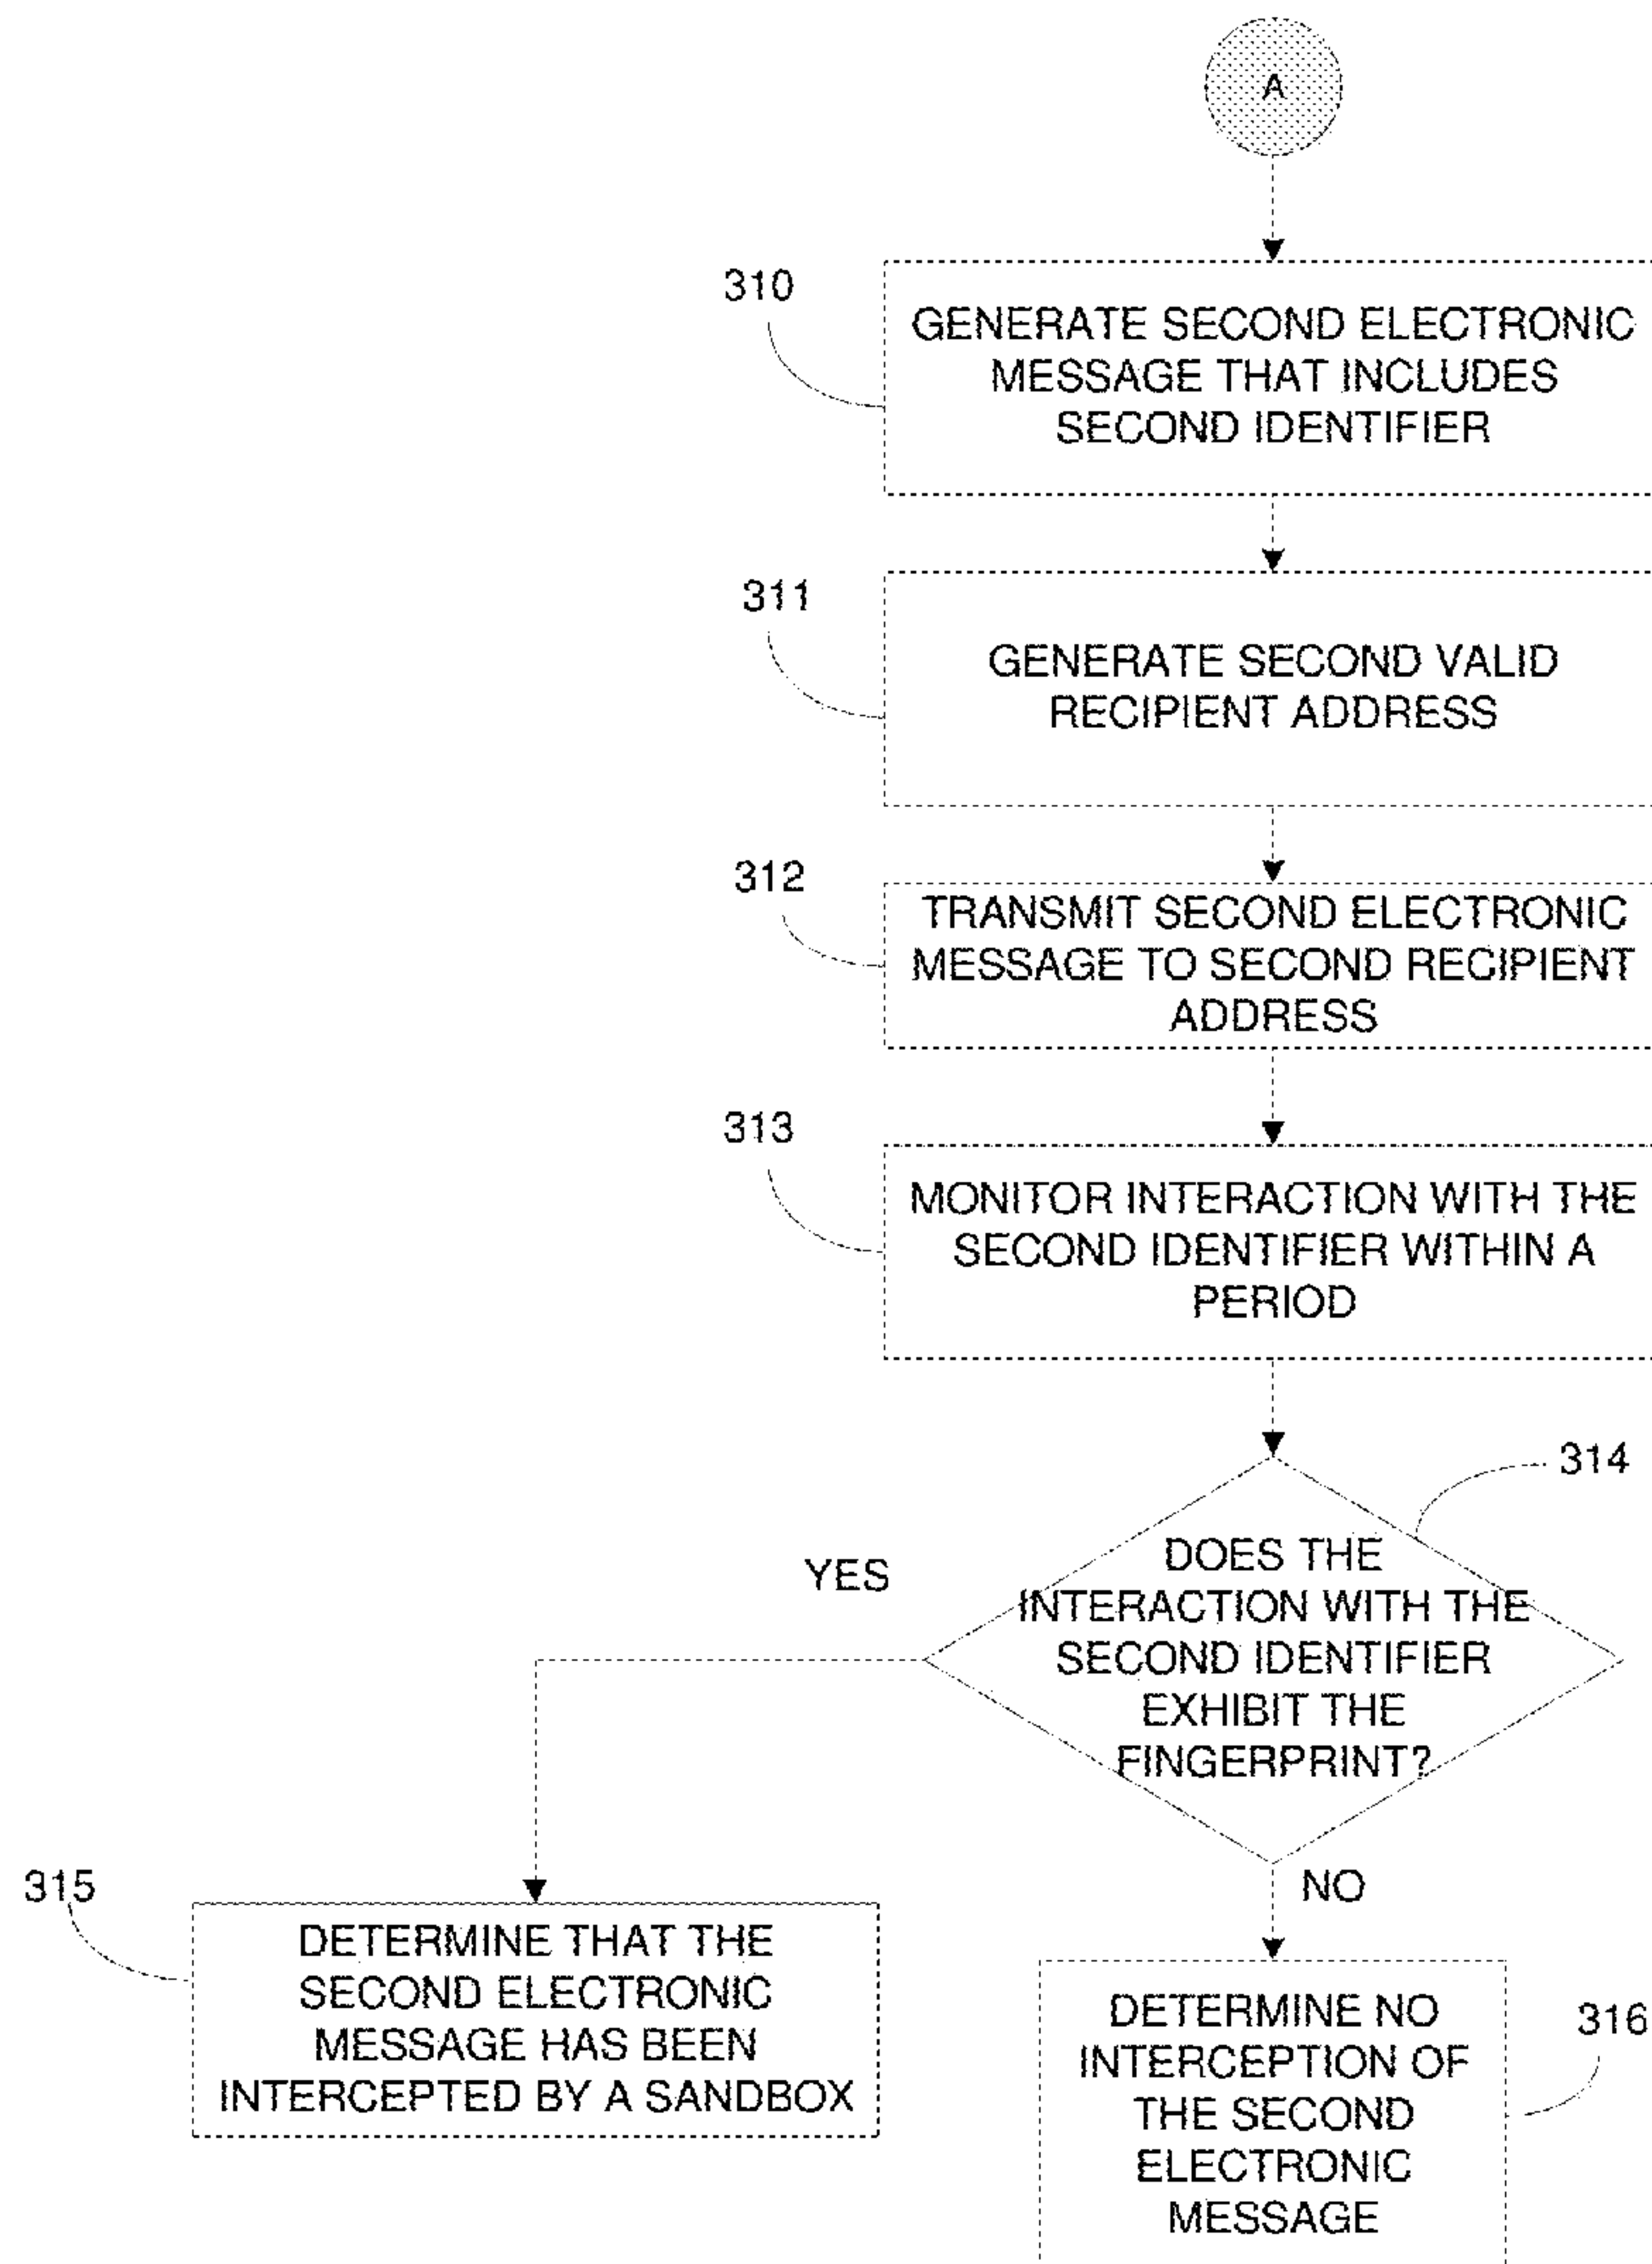 A
310
GENERATE SECOND ELECTRONIC
MESSAGE THAT INCLUDES
SECOND IDENTIFIER
311
GENERATE SECOND VALID
RECIPIENT ADDRESS
312
TRANSMIT SECOND ELECTRONIC
MESSAGE TO SECOND RECIPIENT
ADDRESS
313
MONITOR INTERACTION WITH THE
SECOND IDENTIFIER WITHIN A
PERIOD
314
DOES THE
INTERACTION WITH THE
SECOND IDENTIFIER
EXHIBIT THE
FINGERPRINT?
YES
NO
315
DETERMINE THAT THE
SECOND ELECTRONIC
MESSAGE HAS BEEN
INTERCEPTED BY A SANDBOX
316
DETERMINE NO
INTERCEPTION OF
THE SECOND
ELECTRONIC
MESSAGE